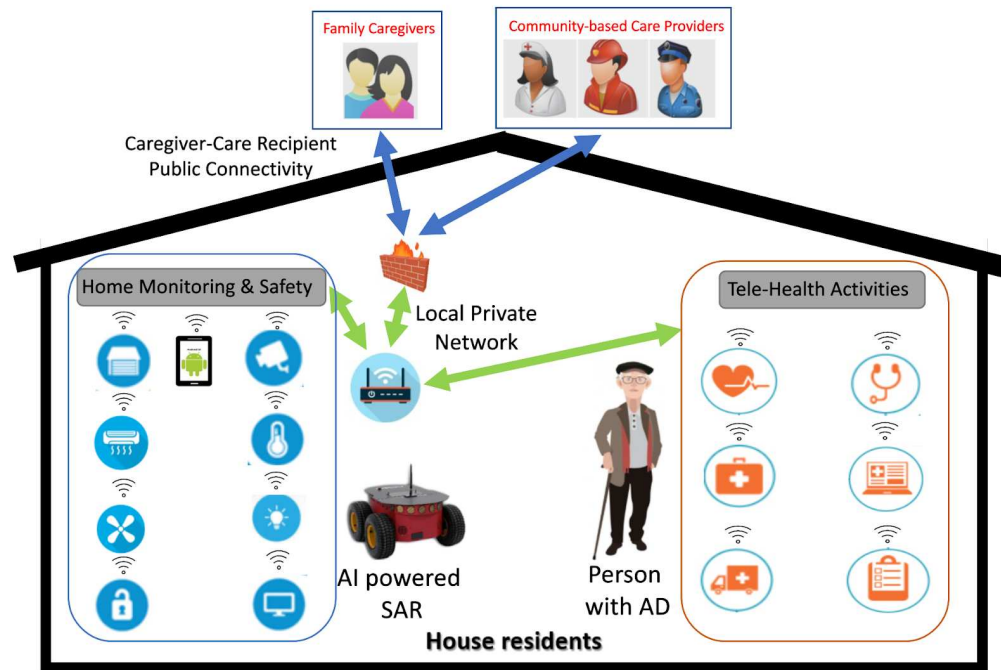 Family Caregivers
Community-based Care Providers
Caregiver-Care Recipient
Public Connectivity
Home Monitoring & Safety
Tele-Health Activities
Local Private
Network
AI powered
SAR
Person
with AD
House residents